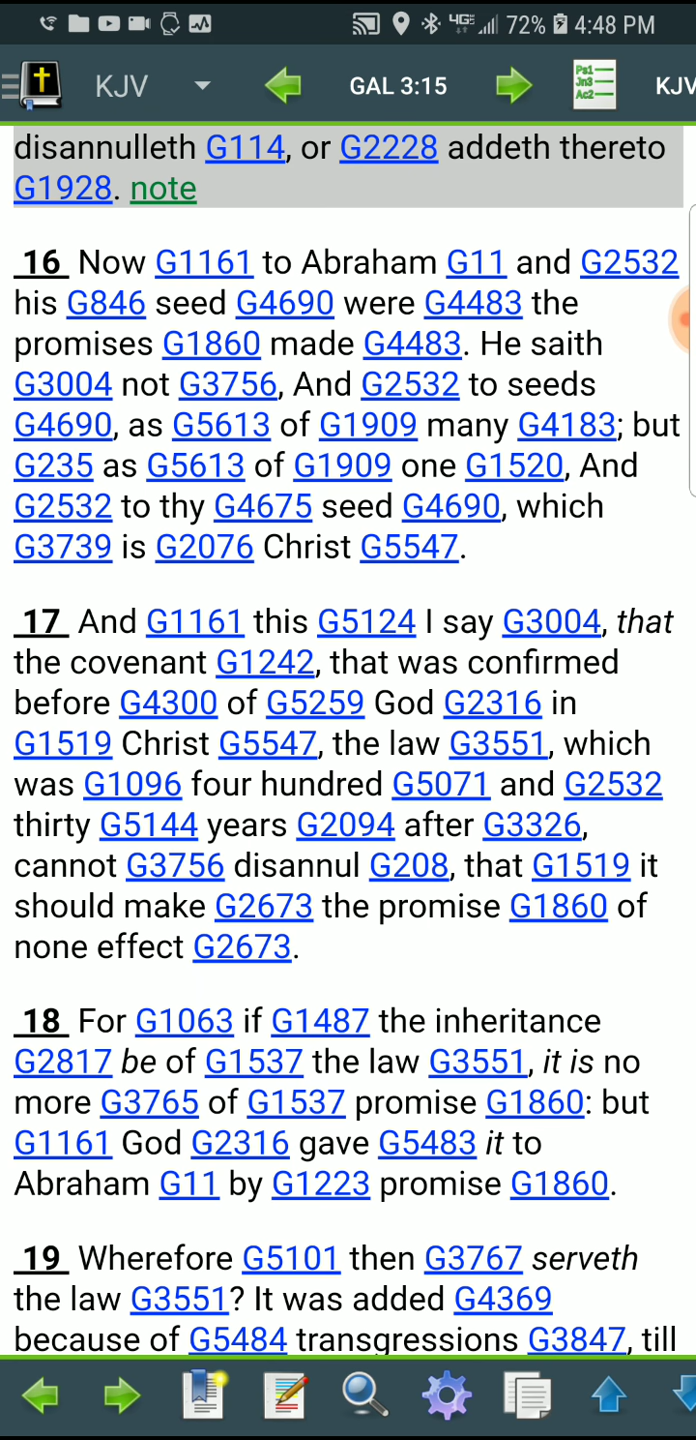 4GE 72% 4:48 PM
KJV GAL 3:15 Ps1 Jn3 Ac2 KJV
disannulleth G114, or G2228 addeth thereto
G1928. note
16 Now G1161 to Abraham G11 and G2532
his G846 seed G4690 were G4483 the
promises G1860 made G4483. He saith
G3004 not G3756, And G2532 to seeds
G4690, as G5613 of G1909 many G4183; but
G235 as G5613 of G1909 one G1520, And
G2532 to thy G4675 seed G4690, which
G3739 is G2076 Christ G5547.
17 And G1161 this G5124 I say G3004, that
the covenant G1242, that was confirmed
before G4300 of G5259 God G2316 in
G1519 Christ G5547, the law G3551, which
was G1096 four hundred G5071 and G2532
thirty G5144 years G2094 after G3326,
cannot G3756 disannul G208, that G1519 it
should make G2673 the promise G1860 of
none effect G2673.
18 For G1063 if G1487 the inheritance
G2817 be of G1537 the law G3551, it is no
more G3765 of G1537 promise G1860: but
G1161 God G2316 gave G5483 it to
Abraham G11 by G1223 promise G1860.
19 Wherefore G5101 then G3767 serveth
the law G3551? It was added G4369
because of G5484 transgressions G3847, till